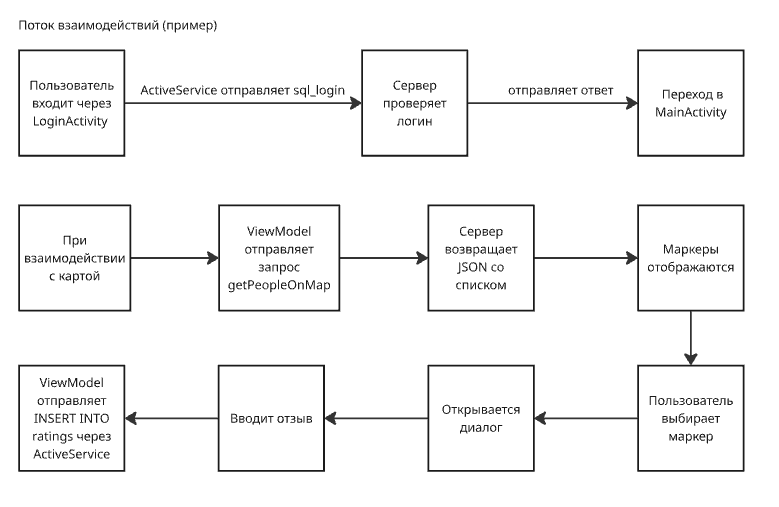 Поток взаимодействий (пример)
Пользователь
входит через
LoginActivity
ActiveService отправляет sql_login
Сервер
проверяет
логин
отправляет ответ
Переход в
MainActivity
При
взаимодействии
с картой
ViewModel
отправляет
запрос
getPeopleOnMap
Сервер
возвращает
JSON со
списком
Маркеры
отображаются
Пользователь
выбирает
маркер
Открывается
диалог
Вводит отзыв
ViewModel
отправляет
INSERT INTO
ratings через
ActiveService